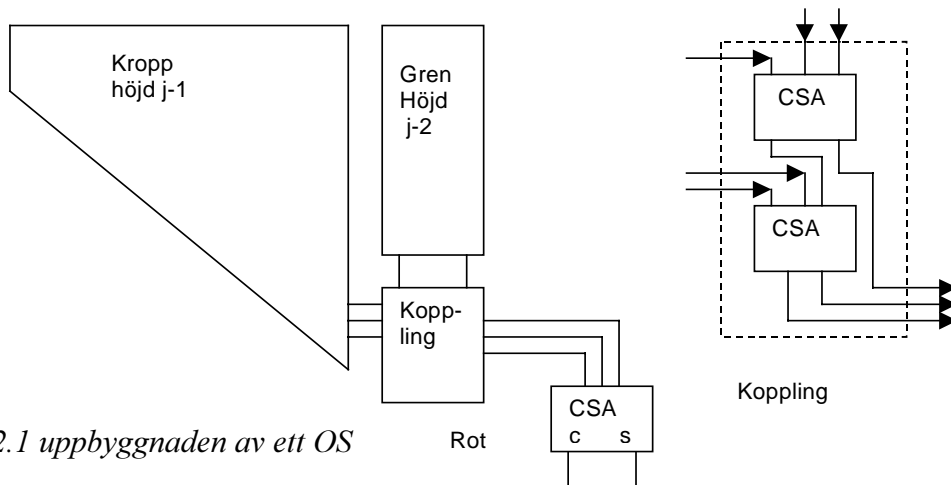 Kropp
höjd j-1
Gren
Höjd
j-2
Kopp-
ling
CSA
c s
Rot
2.1 uppbyggnaden av ett OS
CSA
CSA
Koppling